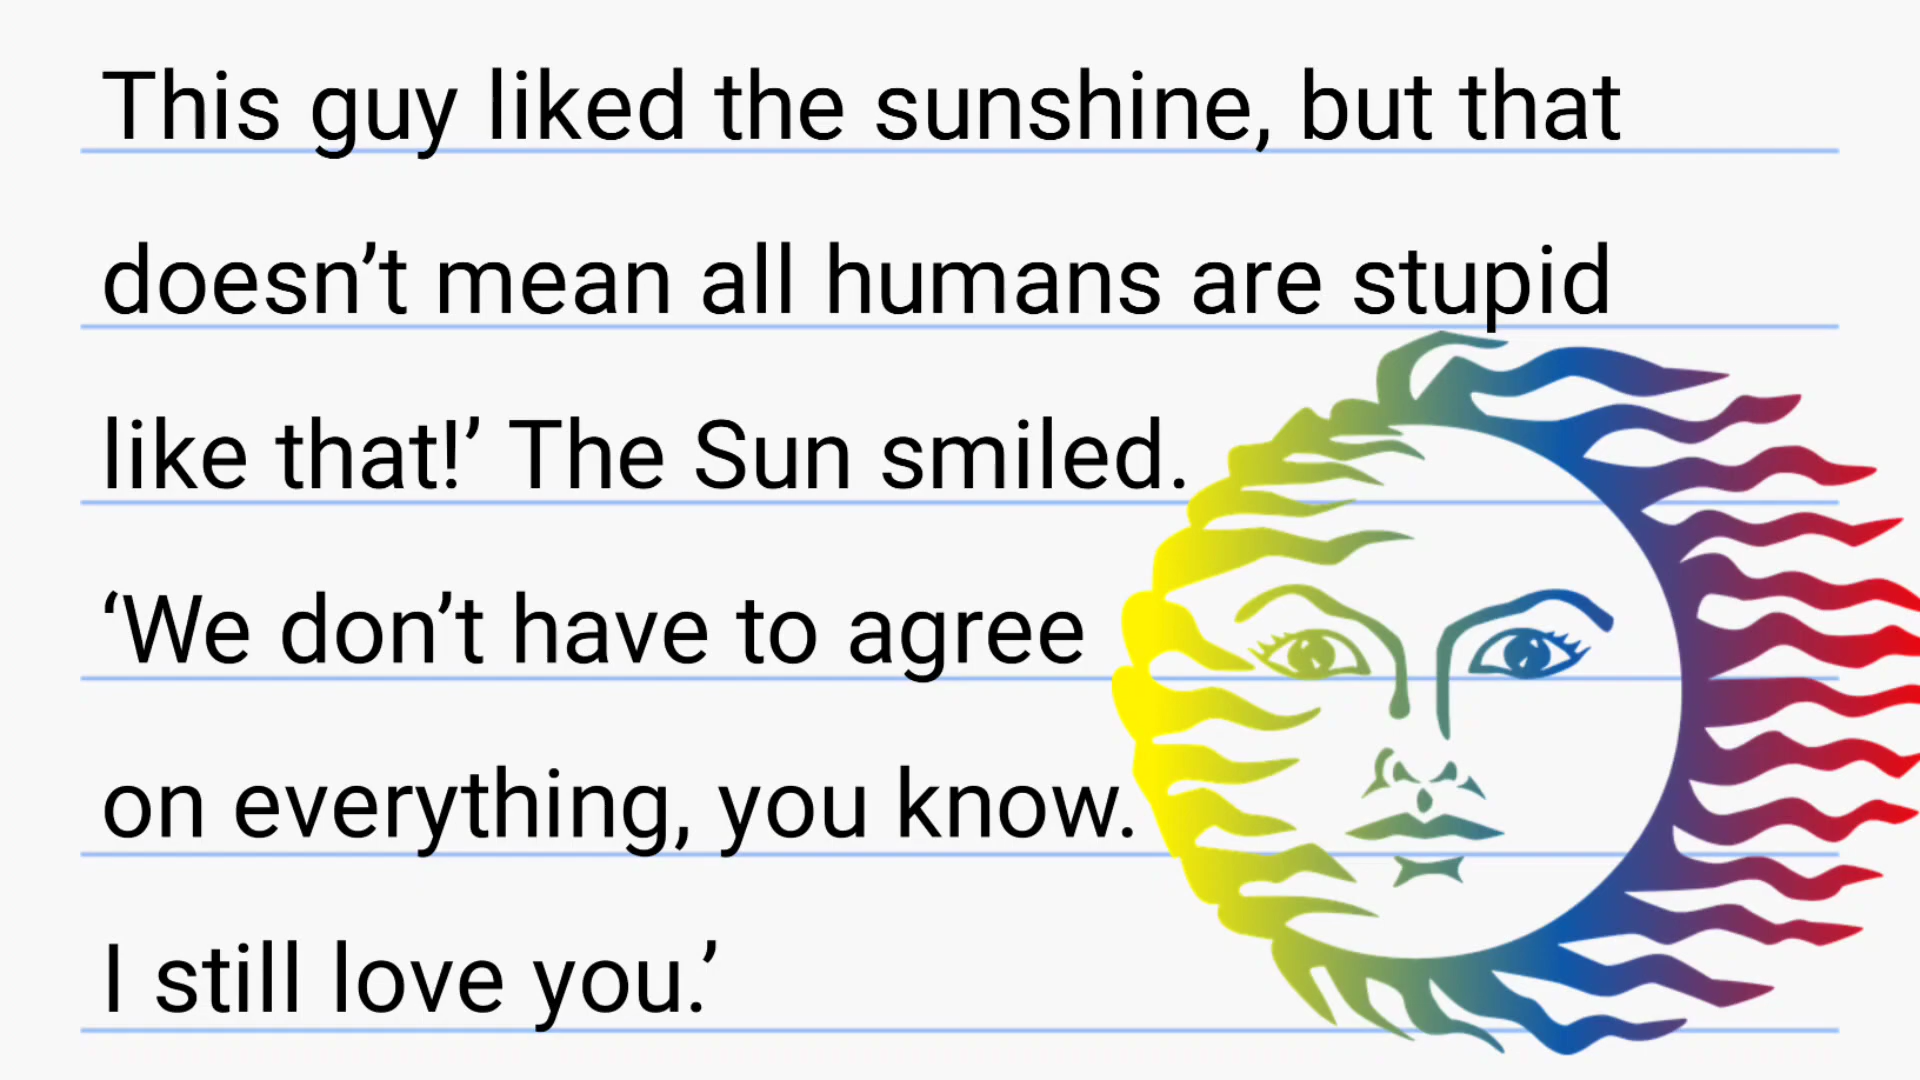 This guy liked the sunshine, but that
doesn’t mean all humans are stupid
like that!’ The Sun smiled.
‘We don’t have to agree
on everything, you know.
I still love you.’